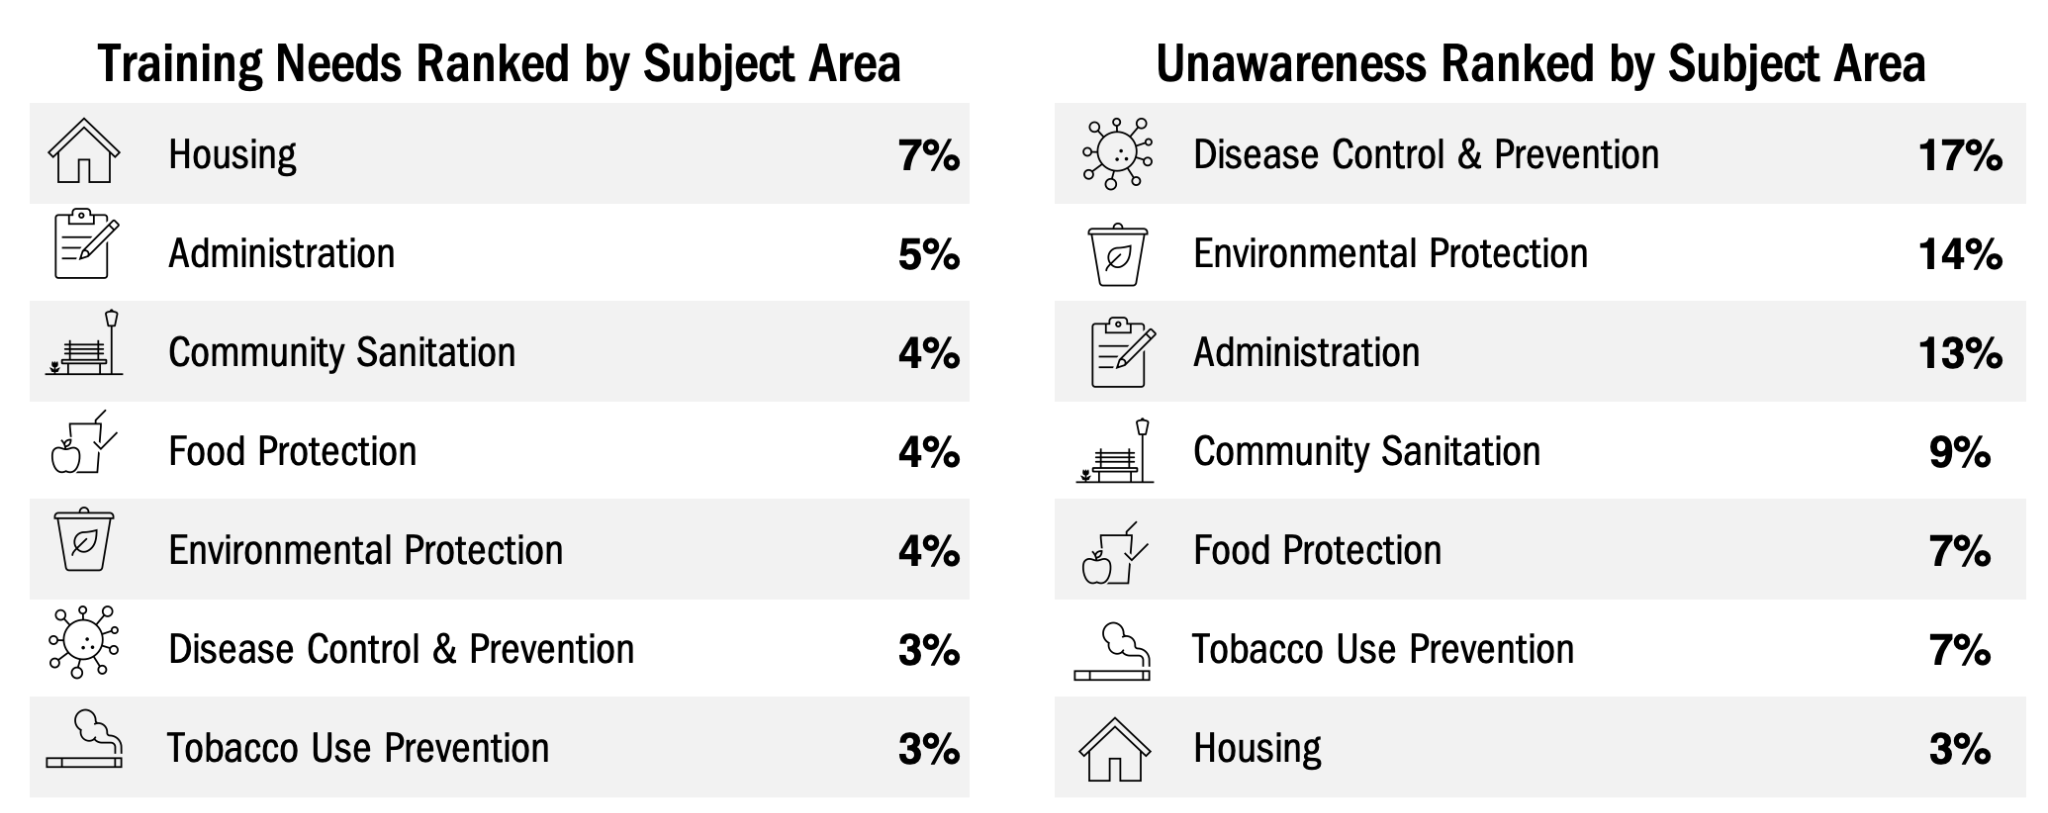 Training Needs Ranked by Subject Area
Housing 7%
Administration 5%
Community Sanitation 4%
Food Protection 4%
Environmental Protection 4%
Disease Control & Prevention 3%
Tobacco Use Prevention 3%
Unawareness Ranked by Subject Area
Disease Control & Prevention 17%
Environmental Protection 14%
Administration 13%
Community Sanitation 9%
Food Protection 7%
Tobacco Use Prevention 7%
Housing 3%